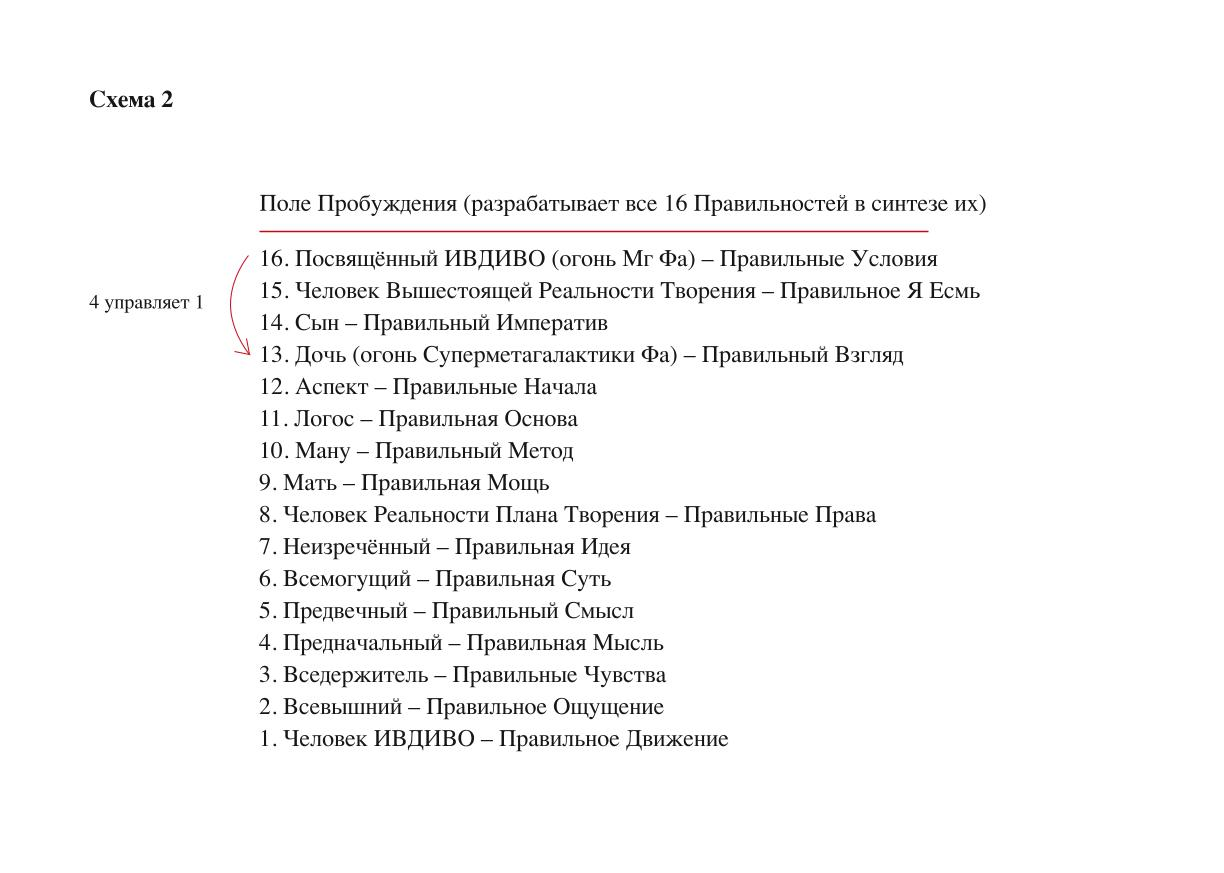 Схема 2
Поле Пробуждения (разрабатывает все 16 Правильностей в синтезе их)
16. Посвящённый ИВДИВО (огонь Мг Фа) – Правильные Условия
15. Человек Вышестоящей Реальности Творения – Правильное Я Есмь
4 управляет 1
14. Сын – Правильный Императив
13. Дочь (огонь Суперметагалактики Фа) – Правильный Взгляд
12. Аспект – Правильные Начала
11. Логос – Правильная Основа
10. Ману – Правильный Метод
9. Мать – Правильная Мощь
8. Человек Реальности Плана Творения – Правильные Права
7. Неизречённый – Правильная Идея
6. Всемогущий – Правильная Суть
5. Предвечный – Правильный Смысл
4. Предначальный – Правильная Мысль
3. Вседержитель – Правильные Чувства
2. Всевышний – Правильное Ощущение
1. Человек ИВДИВО – Правильное Движение